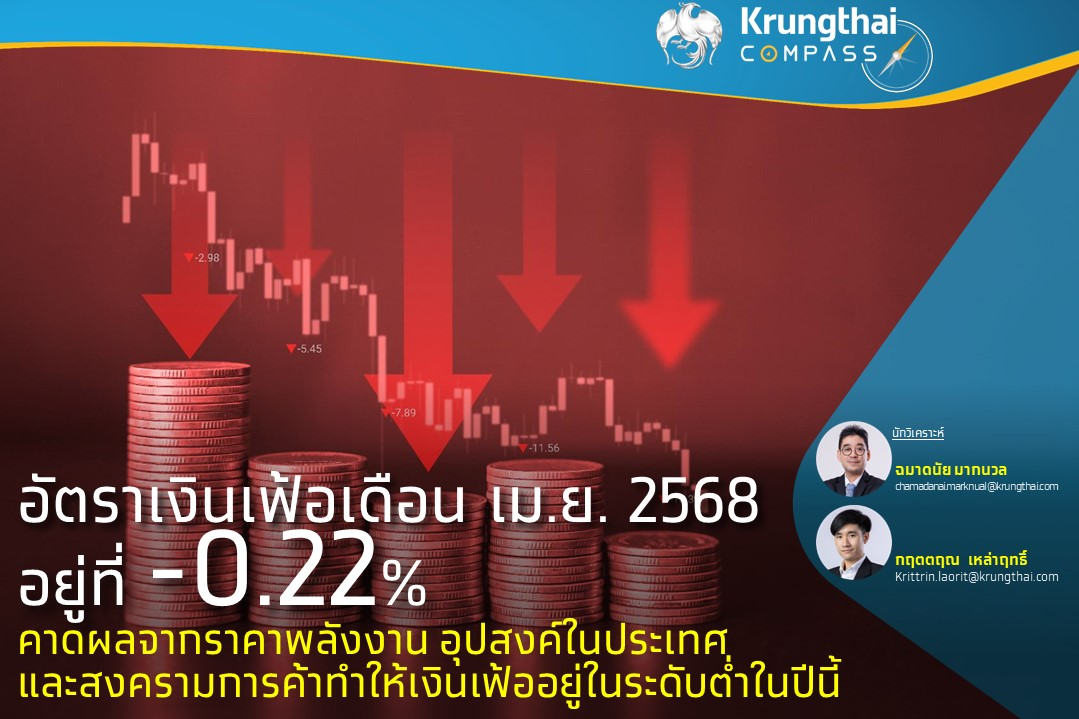 Krungthai
COMPASS
-2.98
-5.45
-7.89
-11.56
นักวิเคราะห์
ฉมาดนัย มากนวล
chamadanai.marknual@krungthai.com
กฤตตฤณ เหล่าฤทธิ์
Krittrin.laorit@krungthai.com
อัตราเงินเฟ้อเดือน เม.ย. 2568
อยู่ที่ -0.22%
คาดผลจากราคาพลังงาน อุปสงค์ในประเทศ
และสงครามการค้าทำให้เงินเฟ้ออยู่ในระดับต่ำในปีนี้